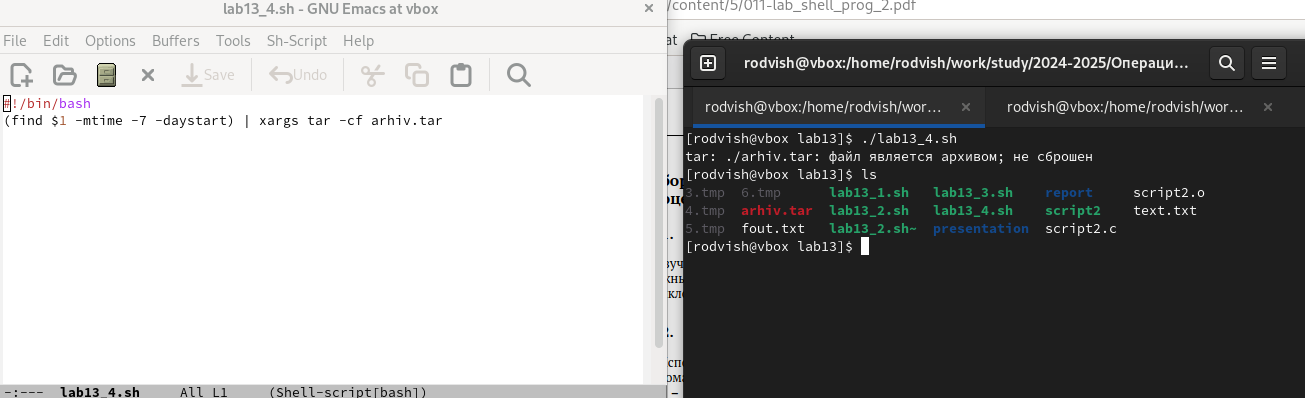 lab13_4.sh - GNU Emacs at vbox
×
File Edit Options Buffers Tools Sh-Script Help
Save Undo
#!/bin/bash
(find $1 -mtime -7 -daystart) | xargs tar -cf arhiv.tar
-:--- lab13_4.sh All L1 (Shell-script[bash])
/content/5/011-lab_shell_prog_2.pdf
Free Content
rodvish@vbox:/home/rodvish/work/study/2024-2025/Операци...
rodvish@vbox:/home/rodvish/wor... × rodvish@vbox:/home/rodvish/wor... ×
[rodvish@vbox lab13]$ ./lab13_4.sh
tar: ./arhiv.tar: файл является архивом; не сброшен
[rodvish@vbox lab13]$ ls
3.tmp 6.tmp lab13_1.sh lab13_3.sh report script2.o
4.tmp arhiv.tar lab13_2.sh lab13_4.sh script2 text.txt
5.tmp fout.txt lab13_2.sh~ presentation script2.c
[rodvish@vbox lab13]$